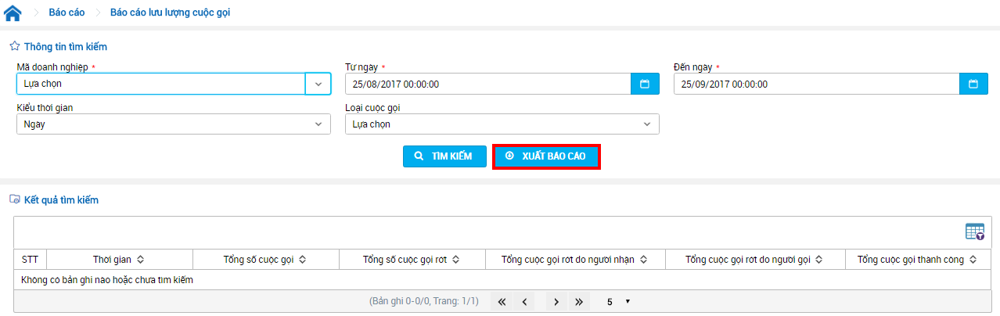 Báo cáo Báo cáo lưu lượng cuộc gọi
Thông tin tìm kiếm
Mã doanh nghiệp * Từ ngày * Đến ngày *
Lựa chọn 25/08/2017 00:00:00 25/09/2017 00:00:00
Kiểu thời gian Loại cuộc gọi
Ngày Lựa chọn
TÌM KIẾM XUẤT BÁO CÁO
Kết quả tìm kiếm
STT Thời gian Tổng số cuộc gọi Tổng số cuộc gọi rớt Tổng cuộc gọi rớt do người nhận Tổng cuộc gọi rớt do người gọi Tổng cuộc gọi thành công
Không có bản ghi nào hoặc chưa tìm kiếm
(Bản ghi 0-0/0, Trang: 1/1) 5